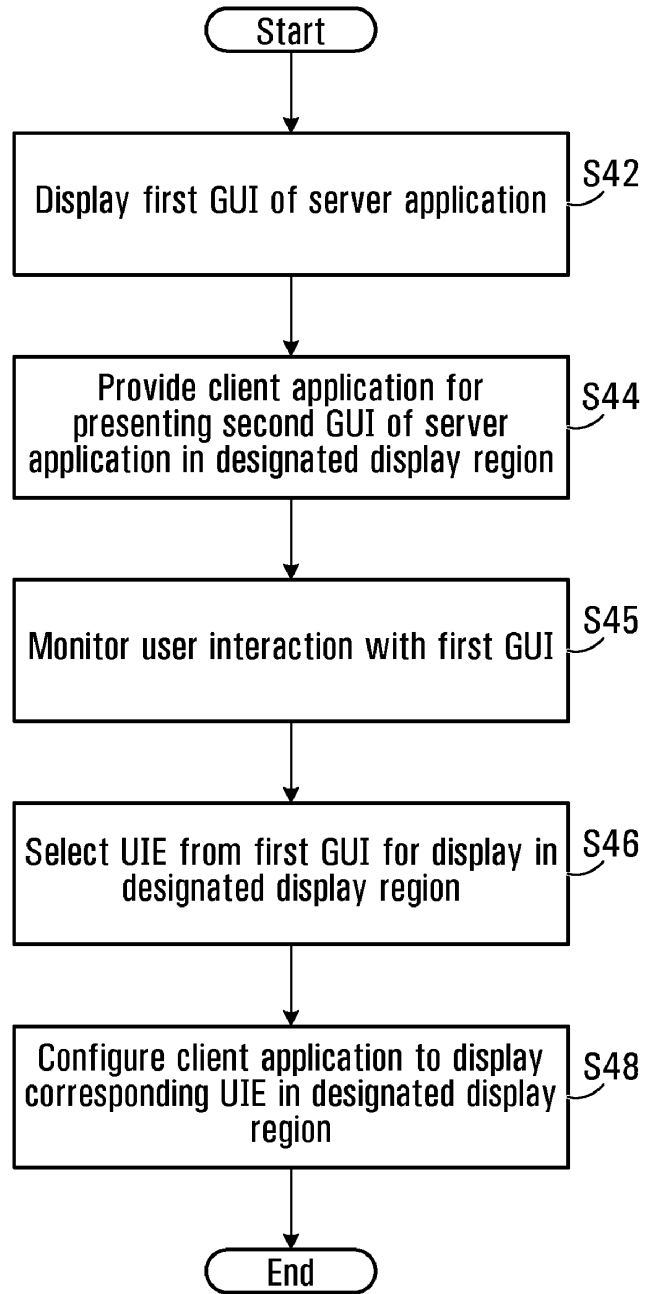 Start
Display first GUI of server application
S42
Provide client application for
presenting second GUI of server
application in designated display region
S44
Monitor user interaction with first GUI
S45
Select UIE from first GUI for display in
designated display region
S46
Configure client application to display
corresponding UIE in designated display
region
S48
End